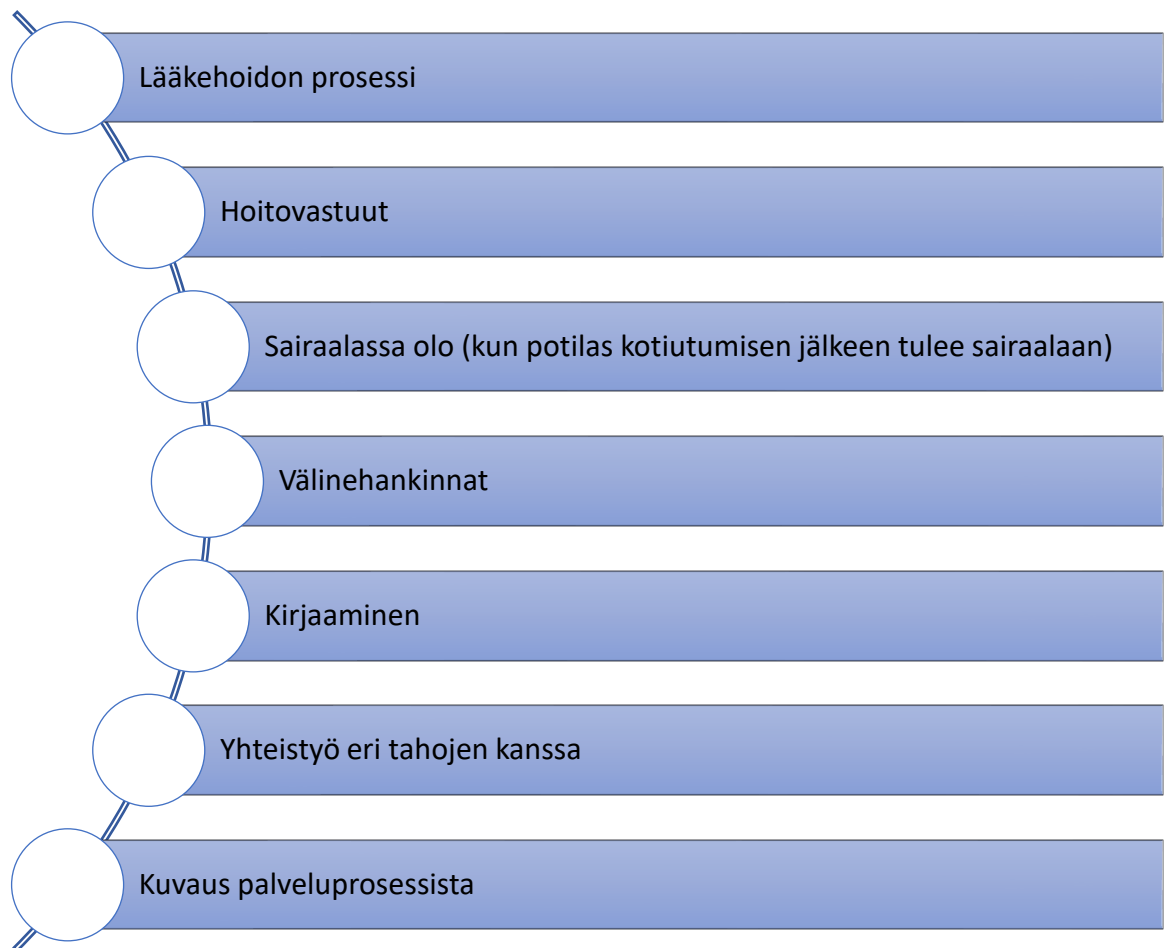 Lääkehoidon prosessi
Hoitovastuut
Sairaalassa olo (kun potilas kotiutumisen jälkeen tulee sairaalaan)
Välinehankinnat
Kirjaaminen
Yhteistyö eri tahojen kanssa
Kuvaus palveluprosessista